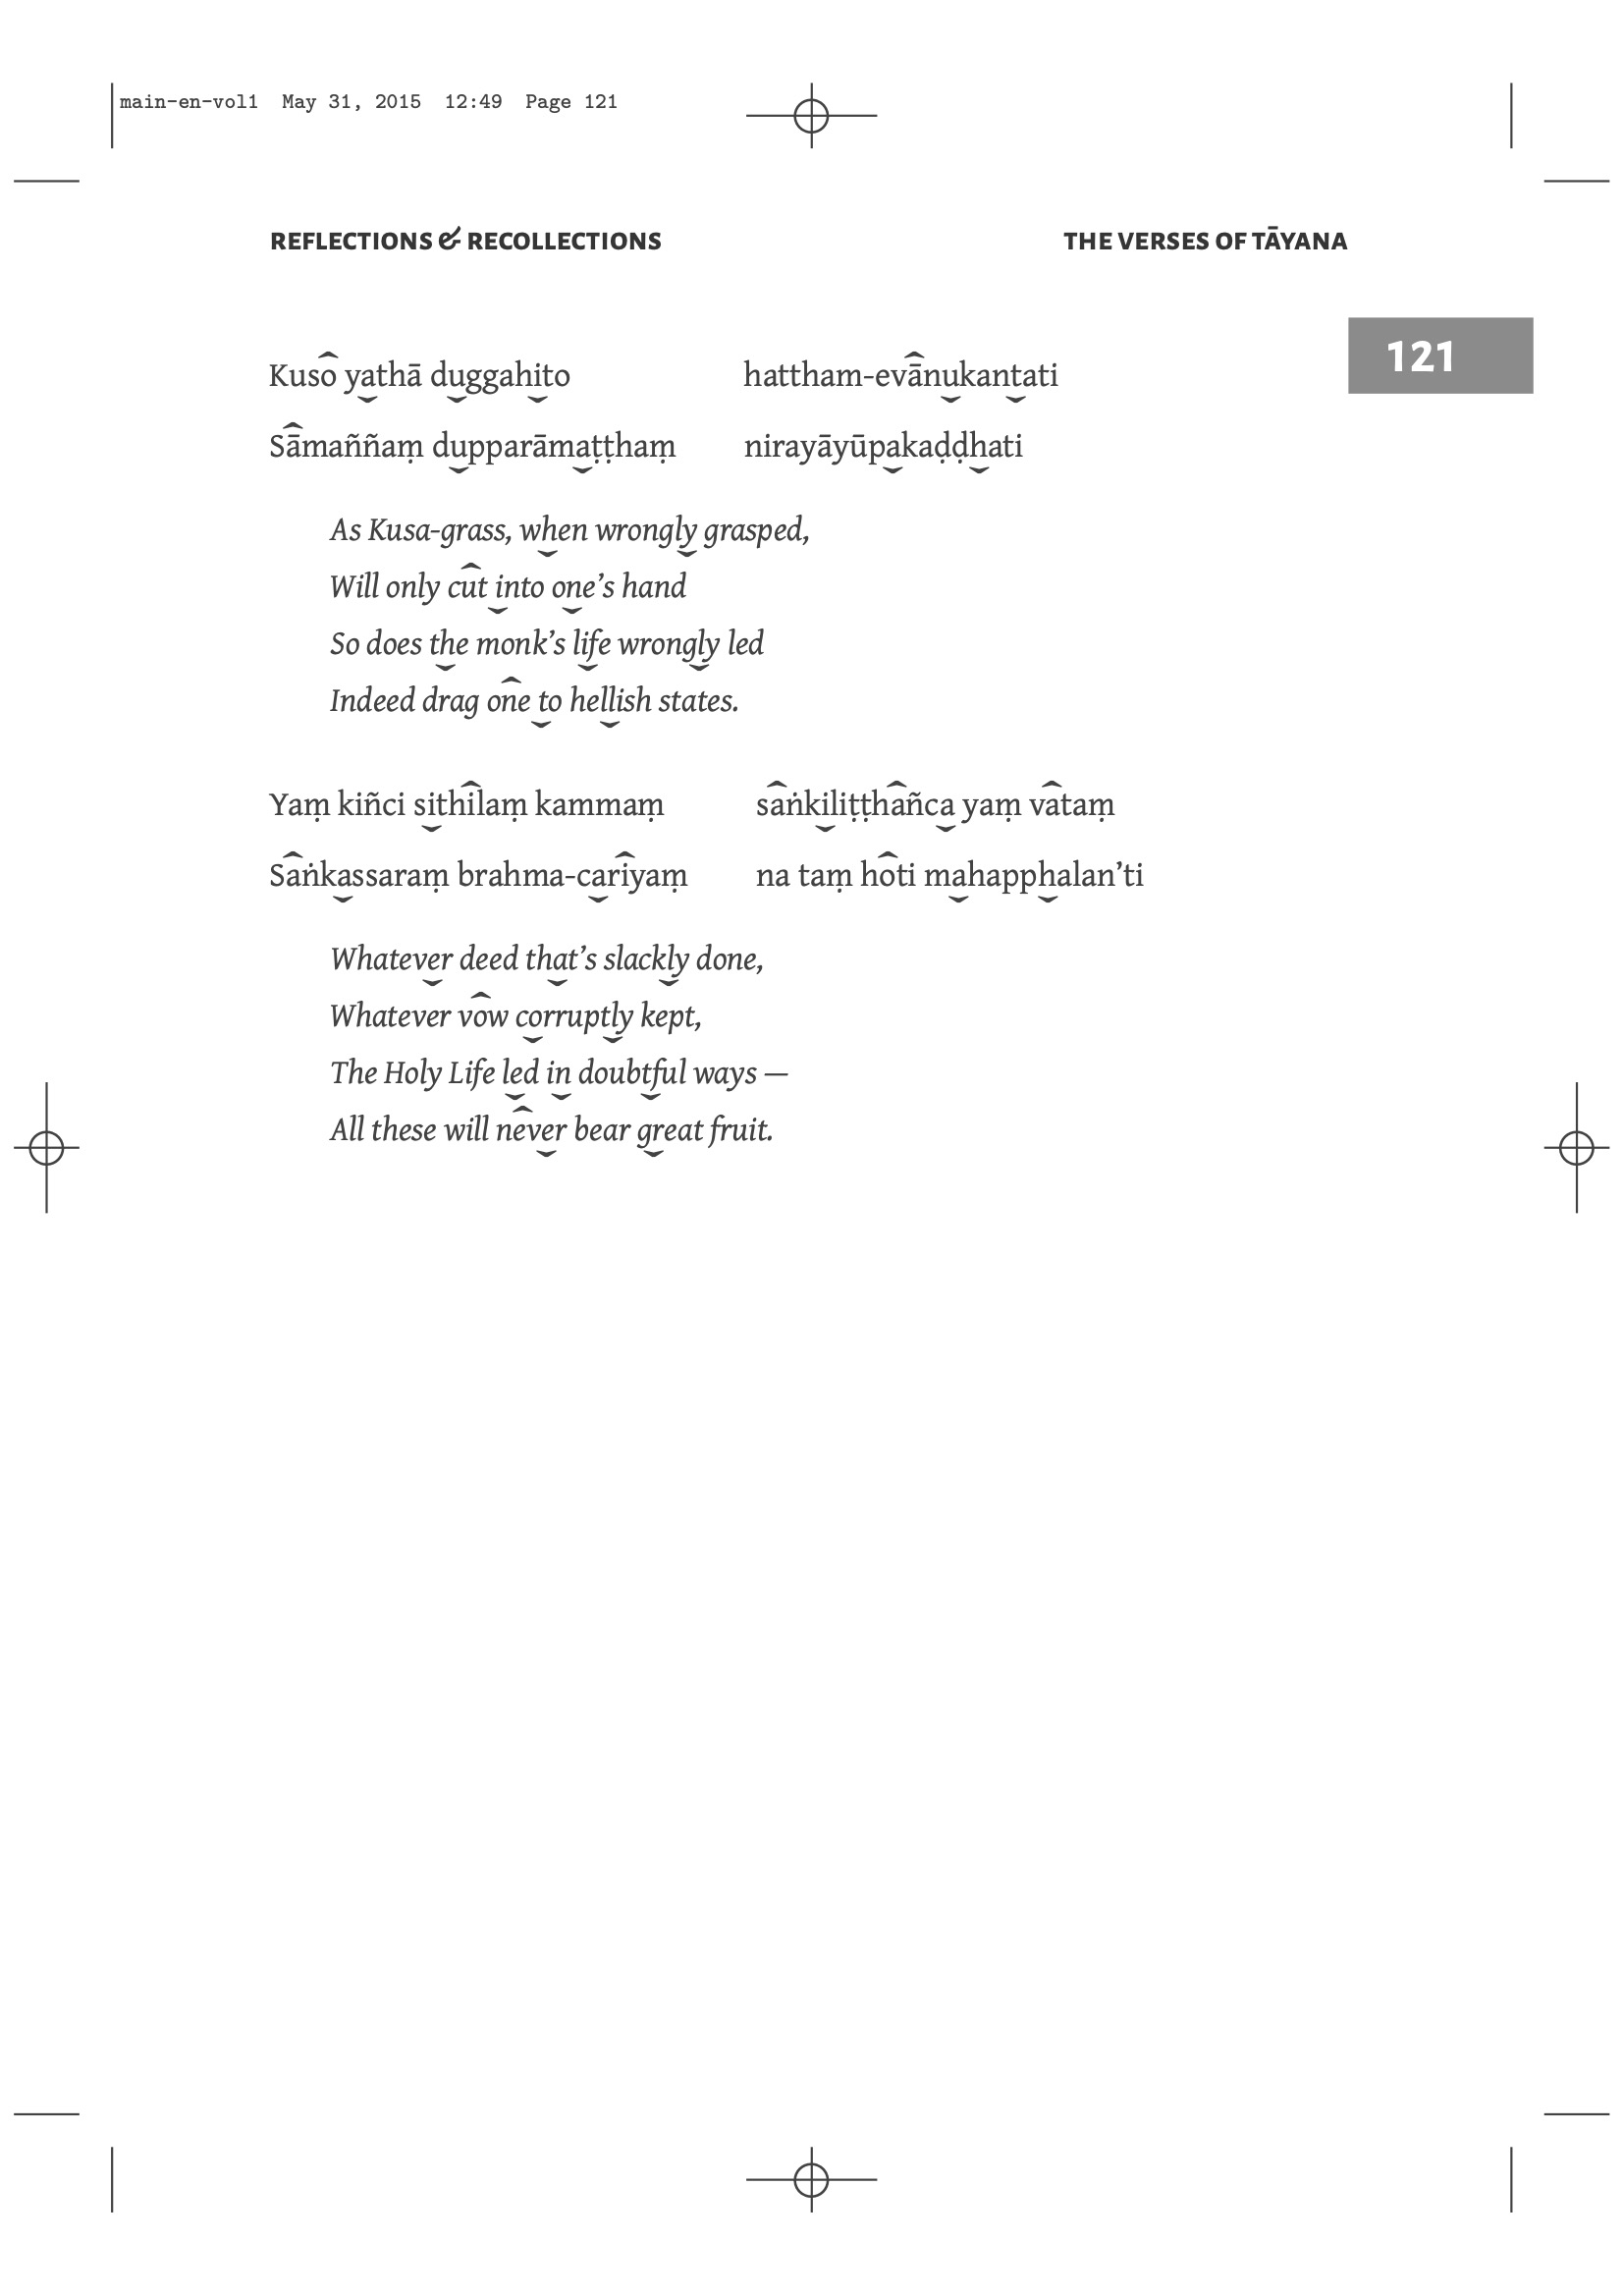 main-en-vol1 May 31, 2015 12:49 Page 121
REFLECTIONS & RECOLLECTIONS THE VERSES OF TĀYANA
121
Kuso yathā duggahito hattham-evānukantati
Sāmaññaṃ dupparāmaṭṭhaṃ nirayāyūpakaḍḍhati
As Kusa-grass, when wrongly grasped,
Will only cut into one’s hand
So does the monk’s life wrongly led
Indeed drag one to hellish states.
Yaṃ kiñci sithilaṃ kammaṃ saṅkiliṭṭhañca yaṃ vataṃ
Saṅkassaraṃ brahma-cariyaṃ na taṃ hoti mahapphalan’ti
Whatever deed that’s slackly done,
Whatever vow corruptly kept,
The Holy Life led in doubtful ways —
All these will never bear great fruit.